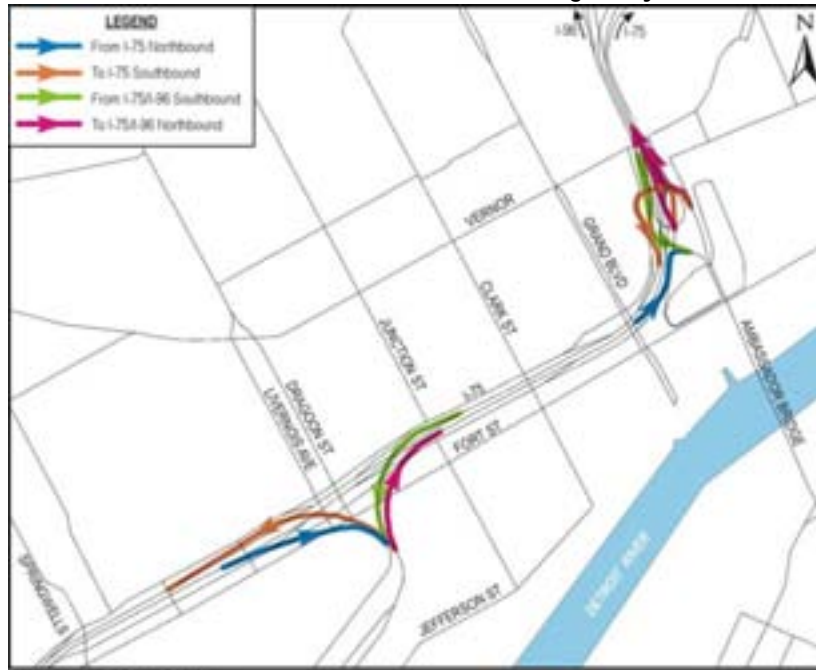 LEGEND
From I-75 Northbound
To I-75 Southbound
From I-75/I-96 Southbound
To I-75/I-96 Northbound
I-96
I-75
N
VERNOR
GRAND BLVD
CLARK ST
JUNCTION ST
I-75
FORT ST
DRAGOON ST
LIVERNOIS AVE
AMBASSADOR BRIDGE
SPRINGWELLS
JEFFERSON ST
DETROIT RIVER